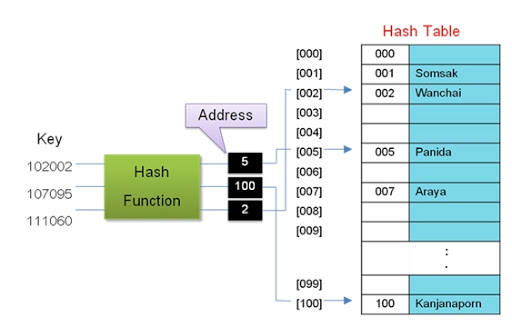 Hash Table
[000] 000
[001] 001 Somsak
[002] 002 Wanchai
[003]
[004]
[005] 005 Panida
[006]
[007] 007 Araya
[008]
[009]
:
[099]
[100] 100 Kanjanaporn
Address
Key
102002
107095
111060
Hash
Function
5
100
2